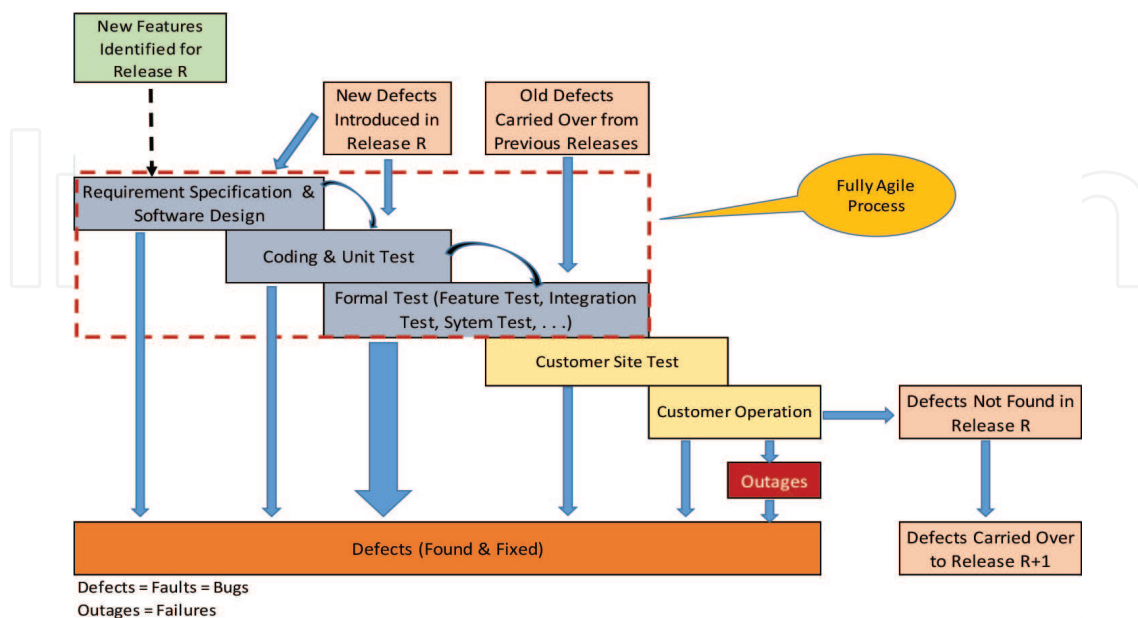 New Features
Identified for
Release R
New Defects
Introduced in
Release R
Old Defects
Carried Over from
Previous Releases
Requirement Specification &
Software Design
Fully Agile
Process
Coding & Unit Test
Formal Test (Feature Test, Integration
Test, Sytem Test, . . .)
Customer Site Test
Customer Operation
Defects Not Found in
Release R
Outages
Defects (Found & Fixed)
Defects Carried Over
to Release R+1
Defects = Faults = Bugs
Outages = Failures